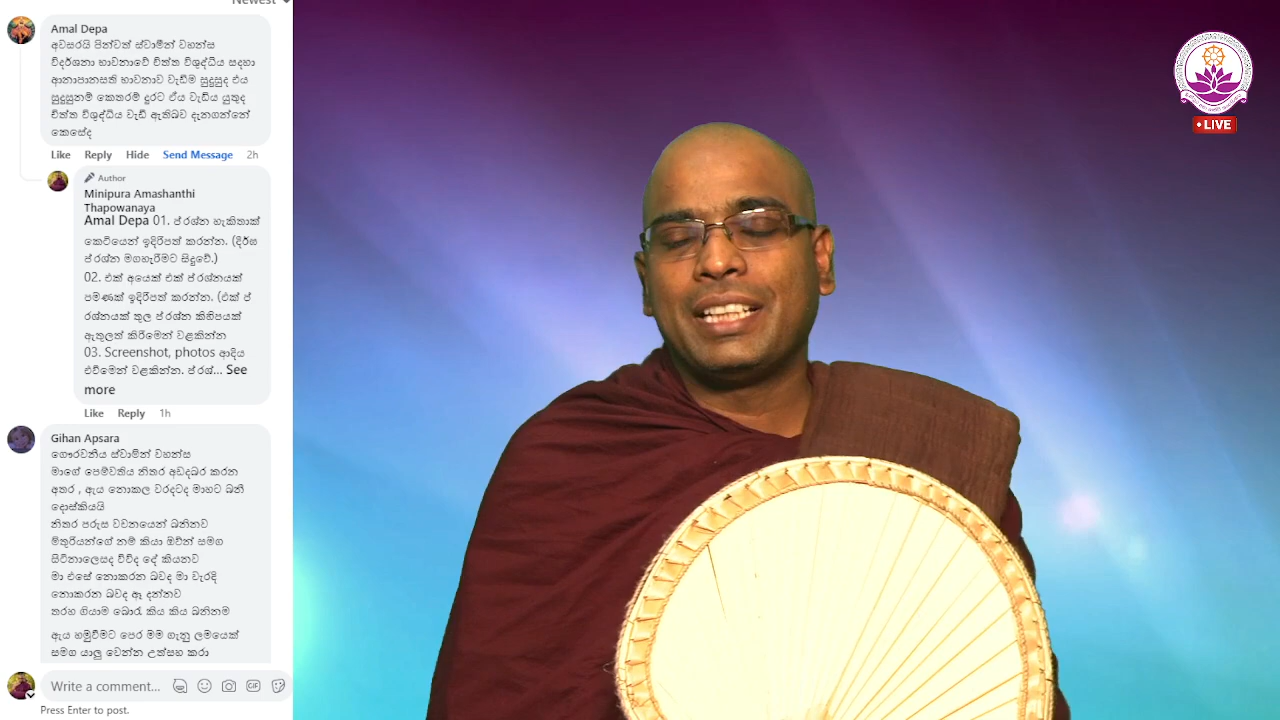 Newest
Amal Depa
අවසරයි පින්වත් ස්වාමීන් වහන්ස
විදර්ශනා භාවනාවේ චිත්ත විශුද්ධිය සදහා
ආනාපානසති භාවනාව වැඩීම සුදුසුද එය
සුදුසුනම් කෙතරම් දුරට ඒය වැඩිය යුතුද
චිත්ත විශුද්ධිය වැඩී ඇතිබව දැනගන්නේ
කෙසේද
Like Reply Hide Send Message 2h
Author
Minipura Amashanthi
Thapowanaya
Amal Depa 01. ප්‍රශ්න හැකිතාක්
කෙටියෙන් ඉදිරිපත් කරන්න. (දීර්ඝ
ප්‍රශ්න මගහැරීමට සිදුවේ.)
02. එක් අයෙක් එක් ප්‍රශ්නයක්
පමණක් ඉදිරිපත් කරන්න. (එක් ප්‍
රශ්නයක් තුල ප්‍රශ්න කිහිපයක්
ඇතුලත් කිරීමෙන් වළකින්න
03. Screenshot, photos ආදිය
එවීමෙන් වළකින්න. ප්‍රශ්... See
more
Like Reply 1h
Gihan Apsara
ගෞරවනීය ස්වාමින් වහන්ස
මාගේ පෙම්වතිය නිතර අඩදබර කරන
අතර , ඇය නොකල වරදටද මාහට බනී
දොස්කියයි
නිතර පරුස වචනයෙන් බනිනව
මිතුරියන්ගේ නම් කියා ඔවුන් සමග
සිටිනාලෙසද විවිද දේ කියනව
මා එසේ නොකරන බවද මා වැරදි
නොකරන බවද ඈ දන්නව
තරහ ගියාම බොරු කිය කිය බනිනම
ඇය හමුවීමට පෙර මම ගැනු ලමයෙක්
සමග යාලු වෙන්න උත්සහ කරා
Write a comment...
GIF
Press Enter to post.
LIVE